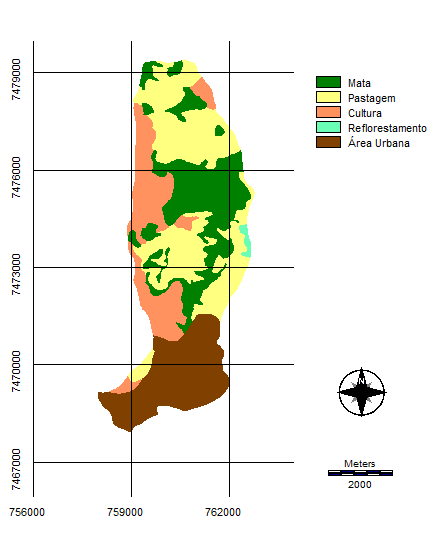 7479000
7476000
7473000
7470000
7467000
756000
759000
762000
Mata
Pastagem
Cultura
Reflorestamento
Área Urbana
Meters
2000